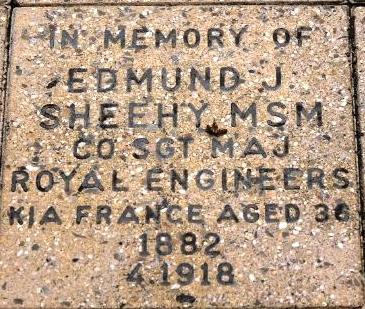 IN MEMORY OF
EDMUND J
SHEEHY MSM
CO SGT MAJ
ROYAL ENGINEERS
KIA FRANCE AGED 36
1882
4.1918